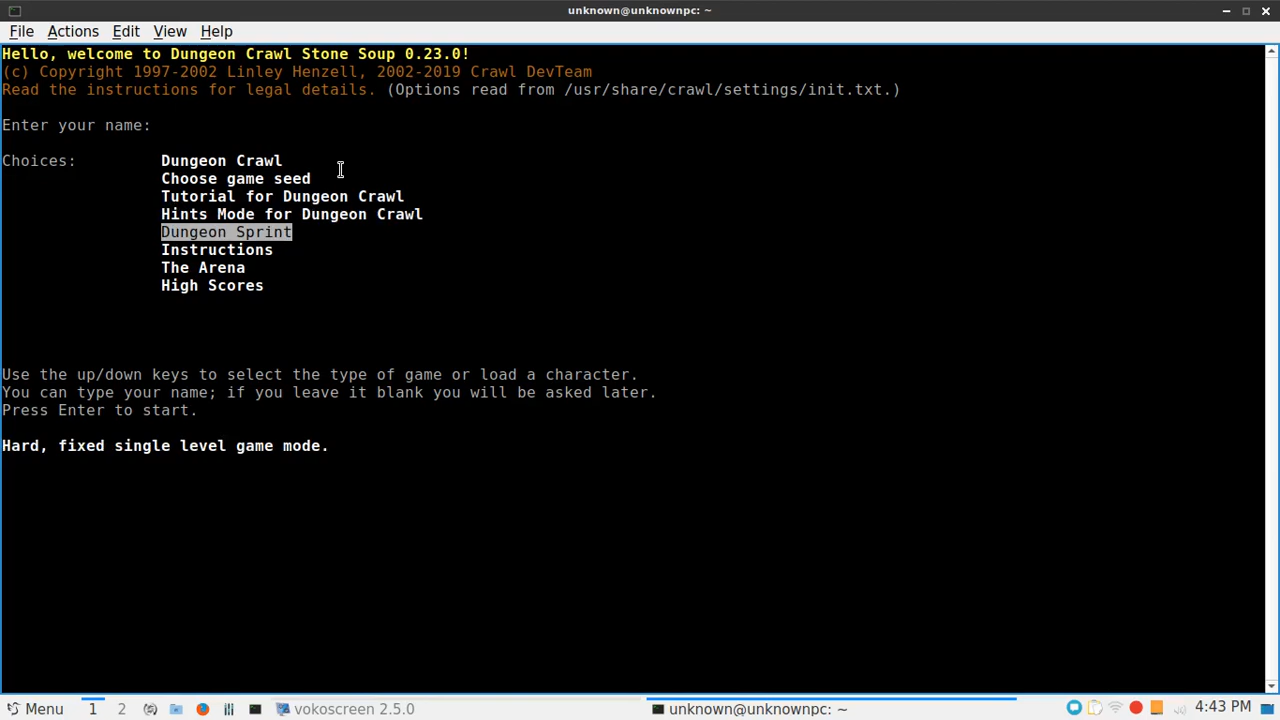 unknown@unknownpc: ~
File Actions Edit View Help
Hello, welcome to Dungeon Crawl Stone Soup 0.23.0!
(c) Copyright 1997-2002 Linley Henzell, 2002-2019 Crawl DevTeam
Read the instructions for legal details. (Options read from /usr/share/crawl/settings/init.txt.)
Enter your name:
Choices: Dungeon Crawl
Choose game seed
Tutorial for Dungeon Crawl
Hints Mode for Dungeon Crawl
Dungeon Sprint
Instructions
The Arena
High Scores
Use the up/down keys to select the type of game or load a character.
You can type your name; if you leave it blank you will be asked later.
Press Enter to start.
Hard, fixed single level game mode.
Menu 1 2 vokoscreen 2.5.0 unknown@unknownpc: ~ 4:43 PM